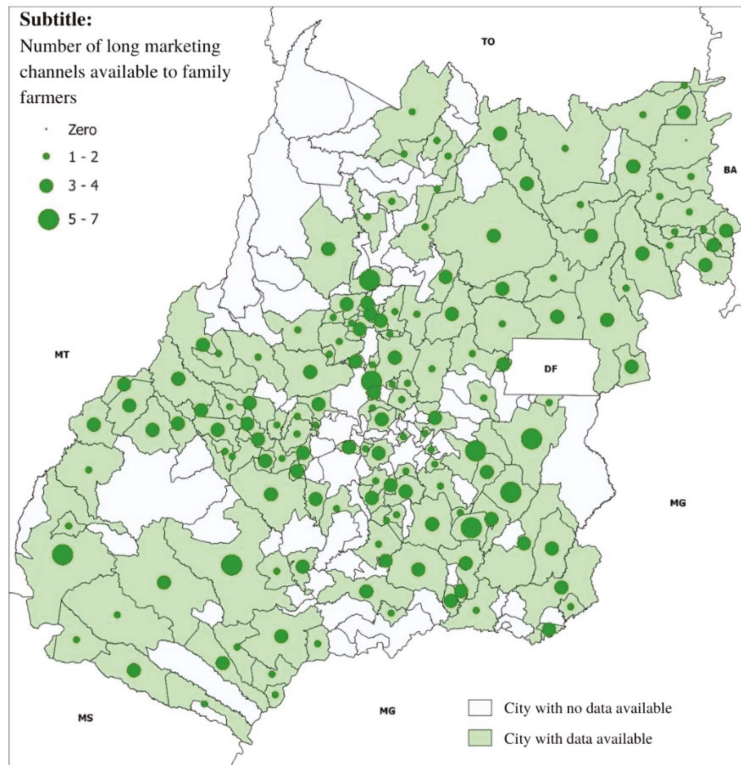 Subtitle:
Number of long marketing
channels available to family
farmers
Zero
1 - 2
3 - 4
5 - 7
TO
BA
MT
DF
MG
MS
MG
City with no data available
City with data available